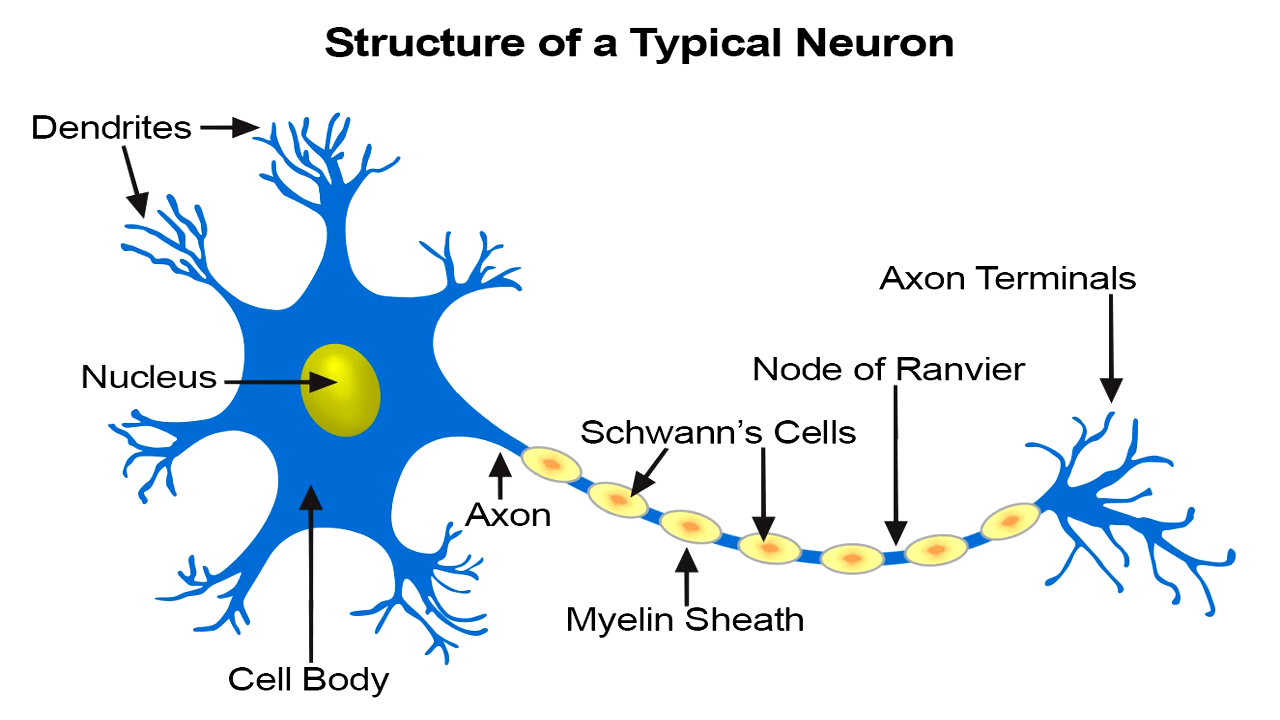 Structure of a Typical Neuron
Dendrites
Axon Terminals
Node of Ranvier
Nucleus
Schwann’s Cells
Axon
Myelin Sheath
Cell Body